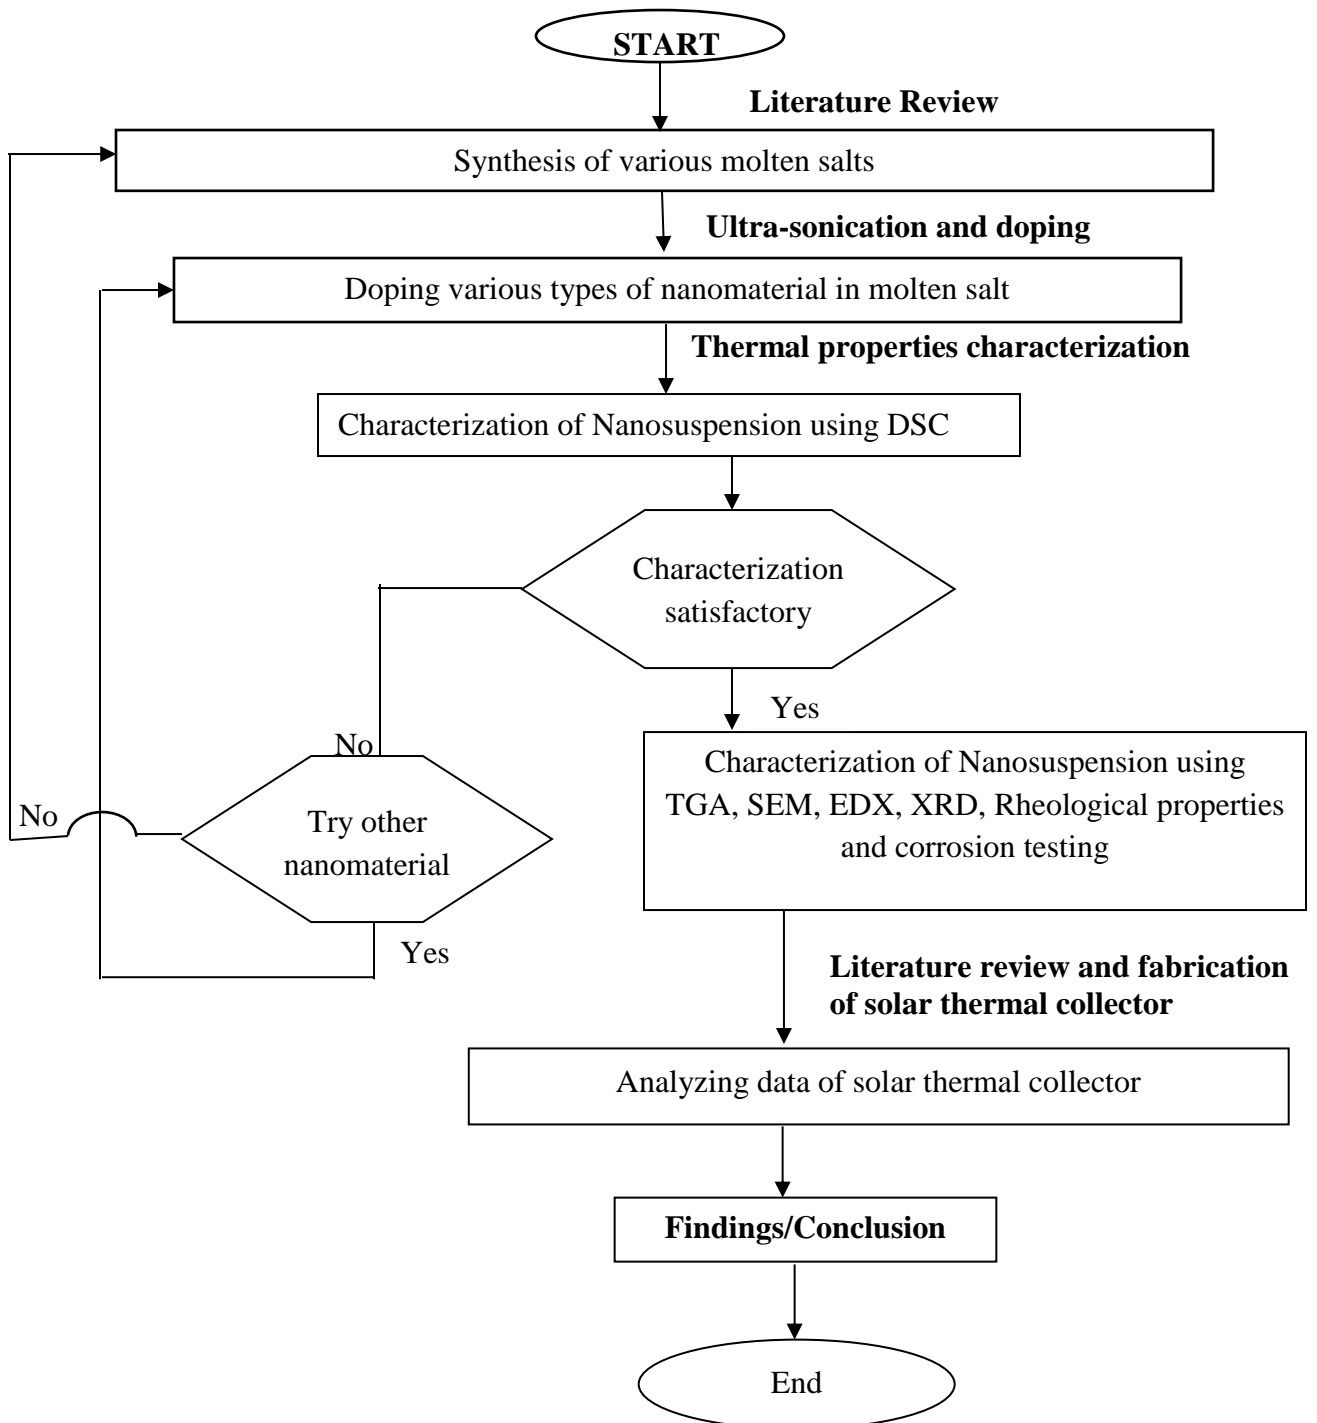 START
Literature Review
Synthesis of various molten salts
Ultra-sonication and doping
Doping various types of nanomaterial in molten salt
Thermal properties characterization
Characterization of Nanosuspension using DSC
Characterization
satisfactory
Yes
No
Characterization of Nanosuspension using
TGA, SEM, EDX, XRD, Rheological properties
and corrosion testing
No
Try other
nanomaterial
Yes
Literature review and fabrication
of solar thermal collector
Analyzing data of solar thermal collector
Findings/Conclusion
End